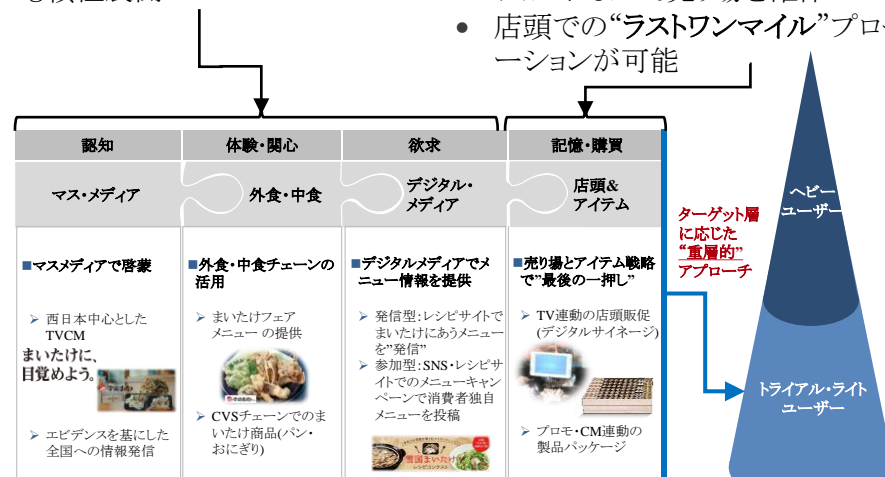 • 店頭での“ラストワンマイル”プロ
ーションが可能
認知
体験・関心
欲求
記憶・購買
マス・メディア
外食・中食
デジタル・
メディア
店頭&
アイテム
■マスメディアで啓蒙
➢ 西日本中心とした
TVCM
まいたけに、
目覚めよう。
➢ エビデンスを基にした
全国への情報発信
■外食・中食チェーンの
活用
➢ まいたけフェア
メニュー の提供
➢ CVSチェーンでのま
いたけ商品(パン・
おにぎり)
■デジタルメディアでメ
ニュー情報を提供
➢ 発信型:レシピサイトで
まいたけにあうメニュー
を”発信”
➢ 参加型:SNS・レシピサ
イトでのメニューキャン
ペーンで消費者独自
メニューを投稿
雪国まいたけ
レシピコンテスト
■売り場とアイテム戦略
で”最後の一押し”
➢ TV連動の店頭販促
(デジタルサイネージ)
➢ プロモ・CM連動の
製品パッケージ
ターゲット層
に応じた
“重層的”
アプローチ
ヘビー
ユーザー
トライアル・ライト
ユーザー